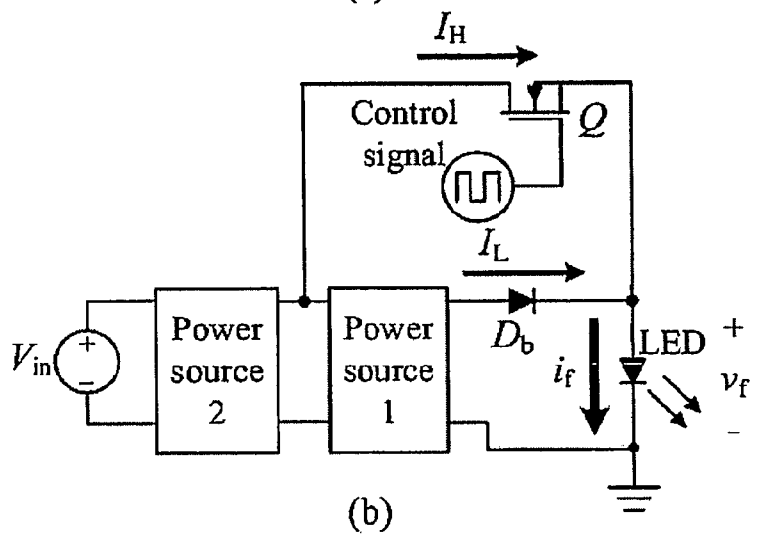 I_H
Control
signal
Q
I_L
V_in
+
-
Power
source
2
Power
source
1
D_b
i_f
LED
+
v_f
-
(b)